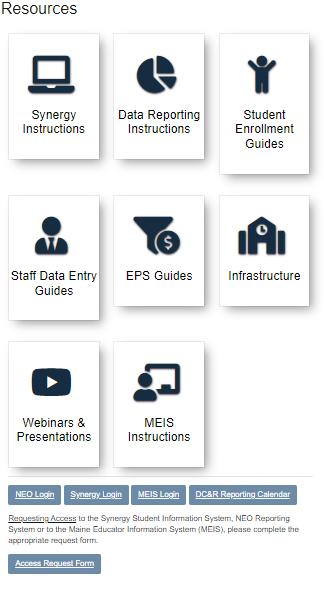 Resources
Synergy
Instructions
Data Reporting
Instructions
Student
Enrollment
Guides
Staff Data Entry
Guides
EPS Guides
Infrastructure
Webinars &
Presentations
MEIS
Instructions
NEO Login
Synergy Login
MEIS Login
DC&R Reporting Calendar
Requesting Access to the Synergy Student Information System, NEO Reporting
System or to the Maine Educator Information System (MEIS), please complete the
appropriate request form.
Access Request Form